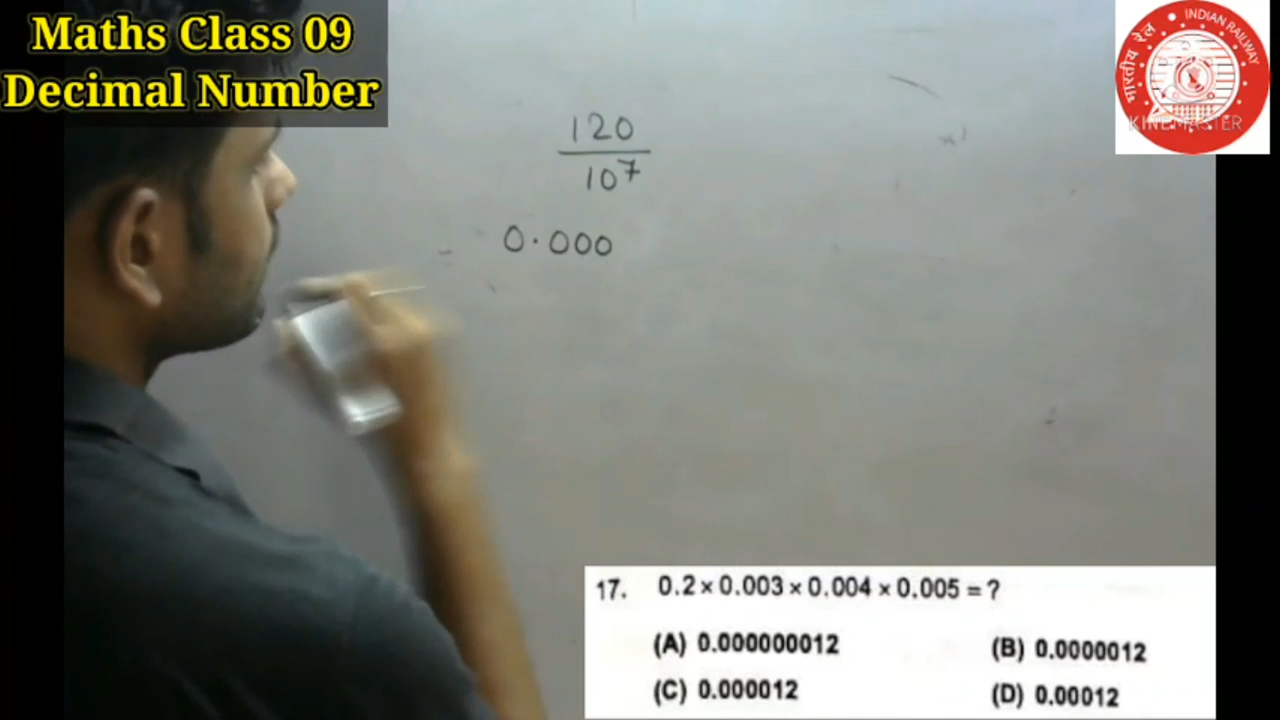 Maths Class 09
Decimal Number
भारतीय रेल
INDIAN RAILWAY
KINEMASTER
120
10⁷
0.000
17. 0.2 × 0.003 × 0.004 × 0.005 = ?
(A) 0.000000012
(B) 0.0000012
(C) 0.000012
(D) 0.00012